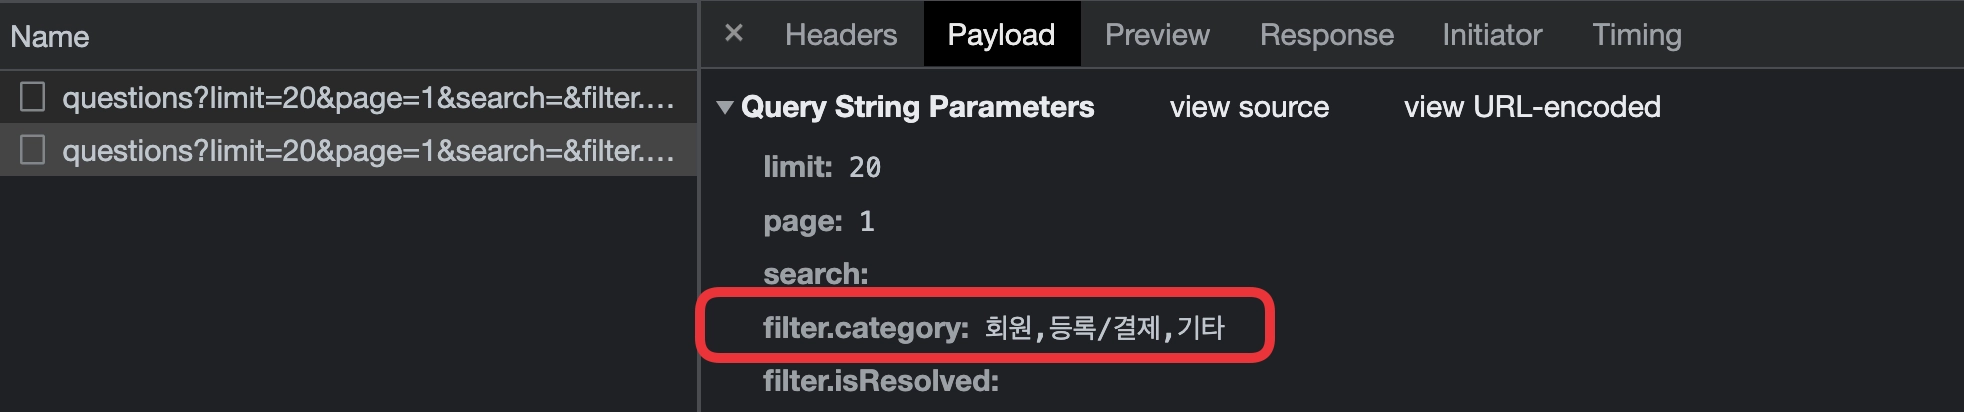 Name
questions?limit=20&page=1&search=&filter....
questions?limit=20&page=1&search=&filter....
× Headers Payload Preview Response Initiator Timing
▼ Query String Parameters view source view URL-encoded
limit: 20
page: 1
search:
filter.category: 회원,등록/결제,기타
filter.isResolved: